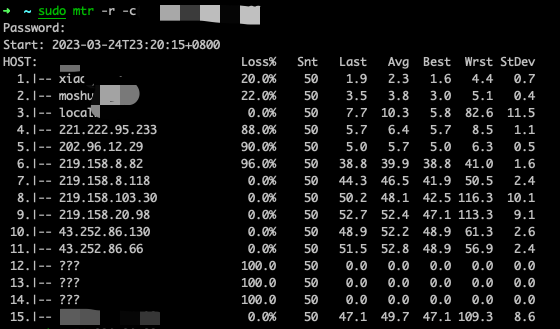 → ~ sudo mtr -r -c
Password:
Start: 2023-03-24T23:20:15+0800
HOST: Loss% Snt Last Avg Best Wrst StDev
1.|-- xiao 20.0% 50 1.9 2.3 1.6 4.4 0.7
2.|-- moshu 22.0% 50 3.5 3.8 3.0 5.1 0.4
3.|-- local 0.0% 50 7.7 10.3 5.8 82.6 11.5
4.|-- 221.222.95.233 88.0% 50 5.7 6.4 5.7 8.5 1.1
5.|-- 202.96.12.29 90.0% 50 5.0 5.7 5.0 6.3 0.5
6.|-- 219.158.8.82 96.0% 50 38.8 39.9 38.8 41.0 1.6
7.|-- 219.158.8.118 0.0% 50 44.3 46.5 41.9 50.5 2.4
8.|-- 219.158.103.30 0.0% 50 50.2 48.1 42.5 116.3 10.1
9.|-- 219.158.20.98 0.0% 50 52.7 52.4 47.1 113.3 9.1
10.|-- 43.252.86.130 0.0% 50 48.9 52.2 48.9 61.3 2.6
11.|-- 43.252.86.66 0.0% 50 51.5 52.8 48.9 56.9 2.4
12.|-- ??? 100.0 50 0.0 0.0 0.0 0.0 0.0
13.|-- ??? 100.0 50 0.0 0.0 0.0 0.0 0.0
14.|-- ??? 100.0 50 0.0 0.0 0.0 0.0 0.0
15.|-- 0.0% 50 47.1 49.7 47.1 109.3 8.6